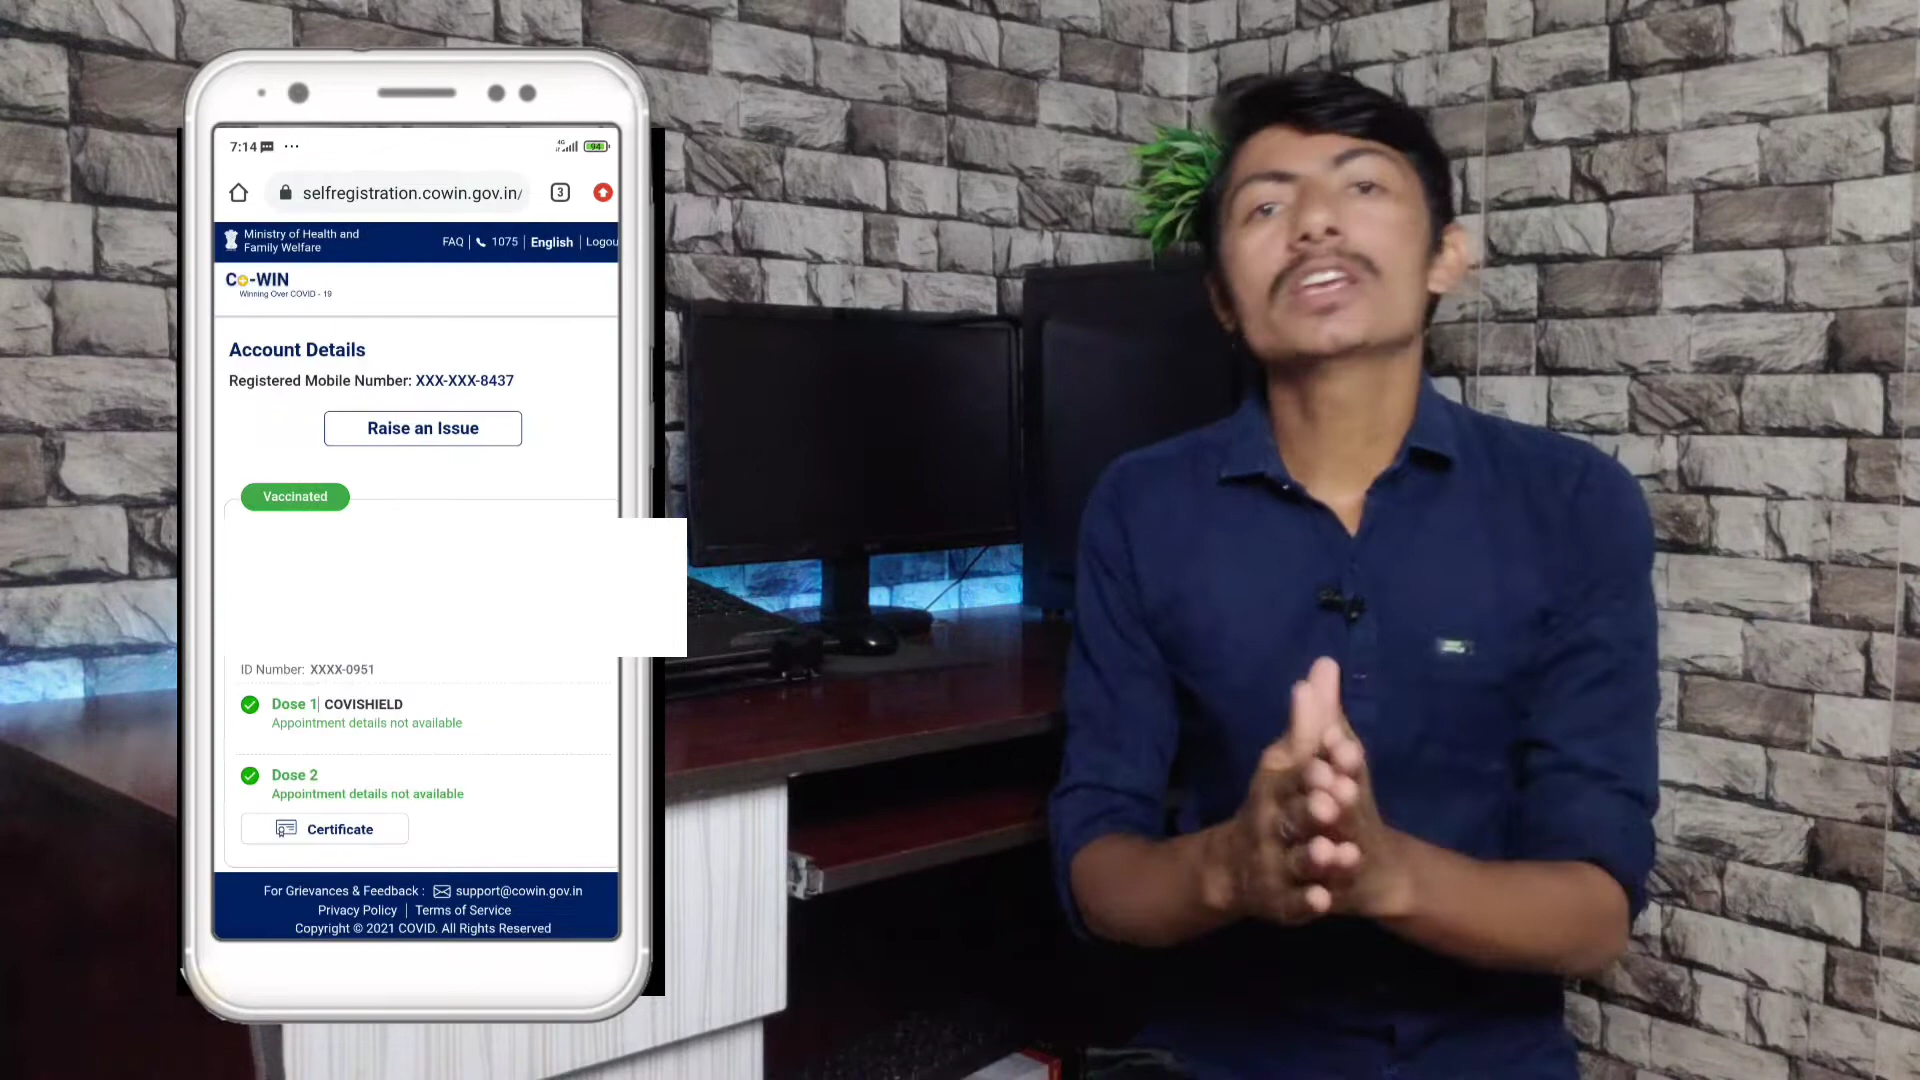 7:14
4G
94
selfregistration.cowin.gov.in/
3
Ministry of Health and
Family Welfare
FAQ | 1075 | English | Logou
Co-WIN
Winning Over COVID - 19
Account Details
Registered Mobile Number: XXX-XXX-8437
Raise an Issue
Vaccinated
ID Number: XXXX-0951
Dose 1| COVISHIELD
Appointment details not available
Dose 2
Appointment details not available
Certificate
For Grievances & Feedback : support@cowin.gov.in
Privacy Policy | Terms of Service
Copyright © 2021 COVID. All Rights Reserved